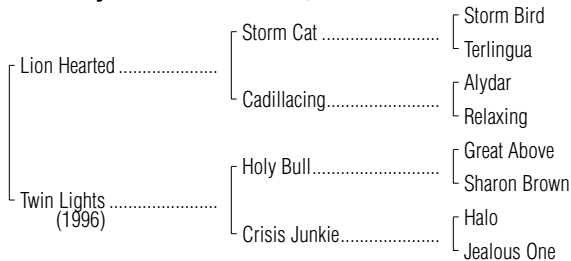 Storm Bird
Storm Cat ........................
Terlingua
Lion Hearted ....................
Alydar
Cadillacing.......................
Relaxing
Great Above
Holy Bull..........................
Sharon Brown
Twin Lights ......................
(1996)
Halo
Crisis Junkie....................
Jealous One